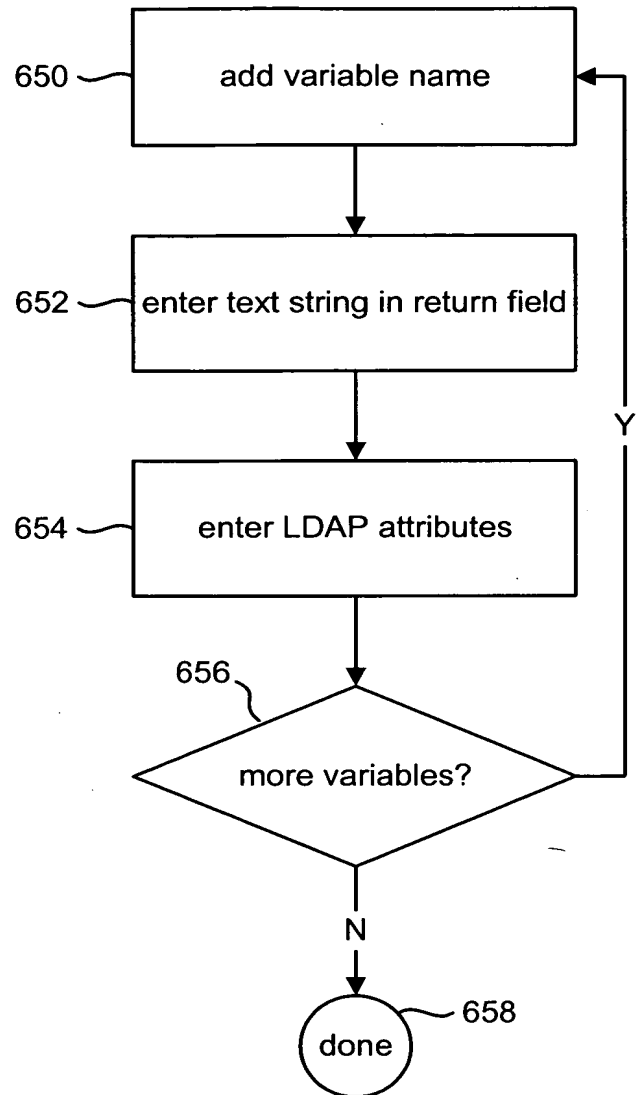 650
add variable name
652
enter text string in return field
Y
654
enter LDAP attributes
656
more variables?
N
658
done